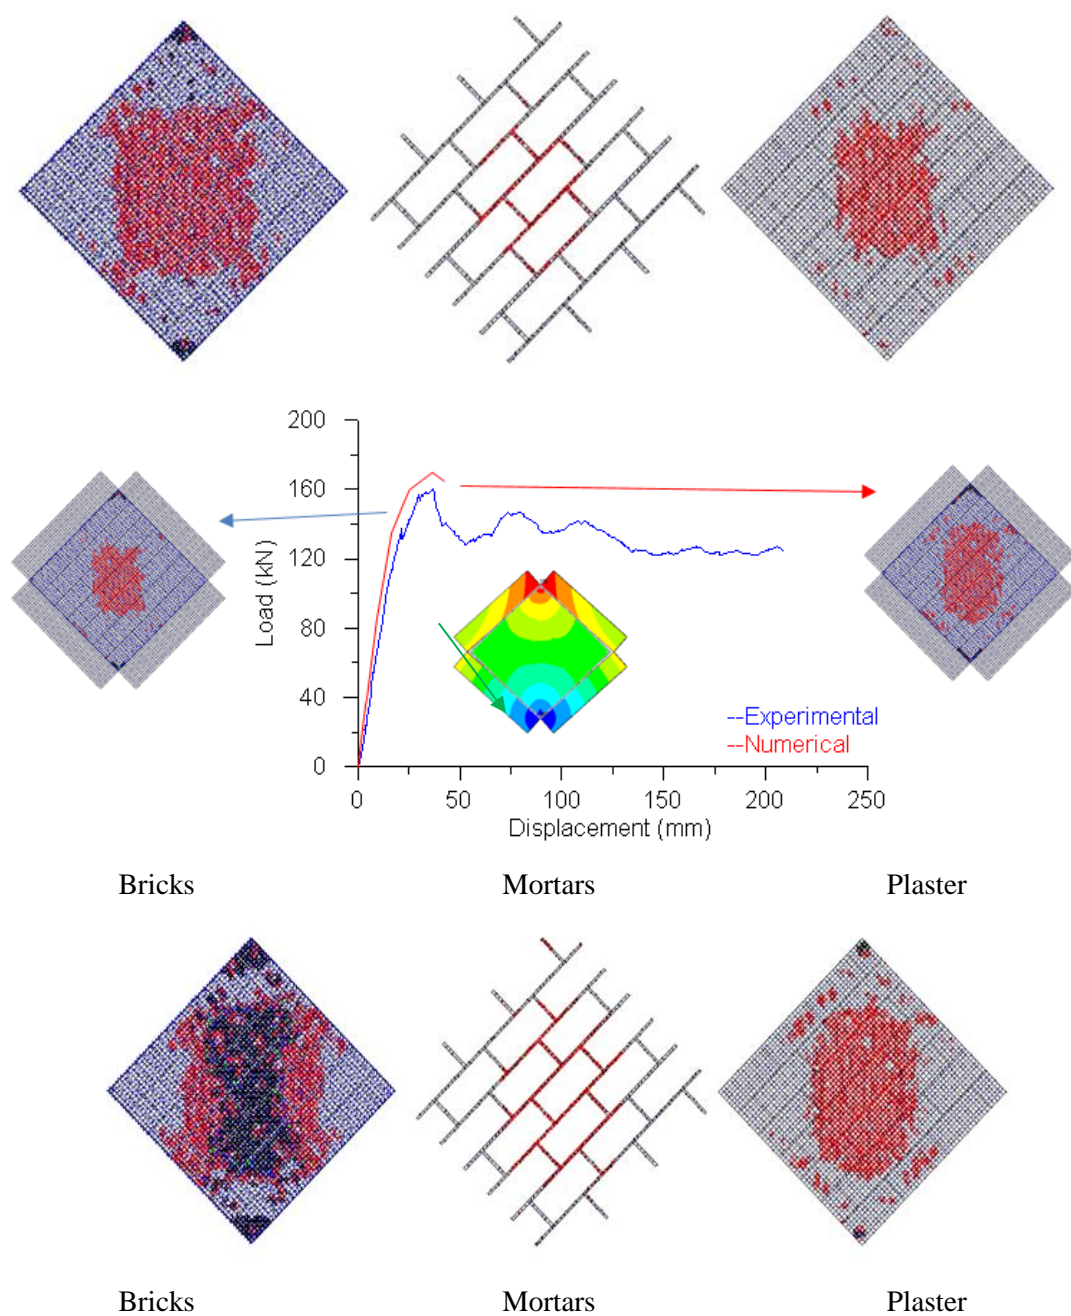 200
160
120
80
40
0
Load (kN)
--Experimental
--Numerical
0 50 100 150 200 250
Displacement (mm)
Bricks Mortars Plaster
Bricks Mortars Plaster